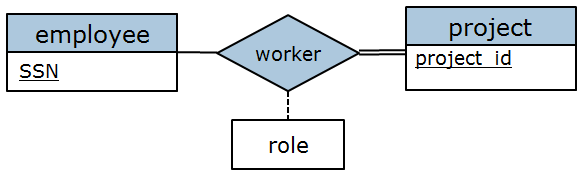 employee
worker
project
SSN
project_id
role